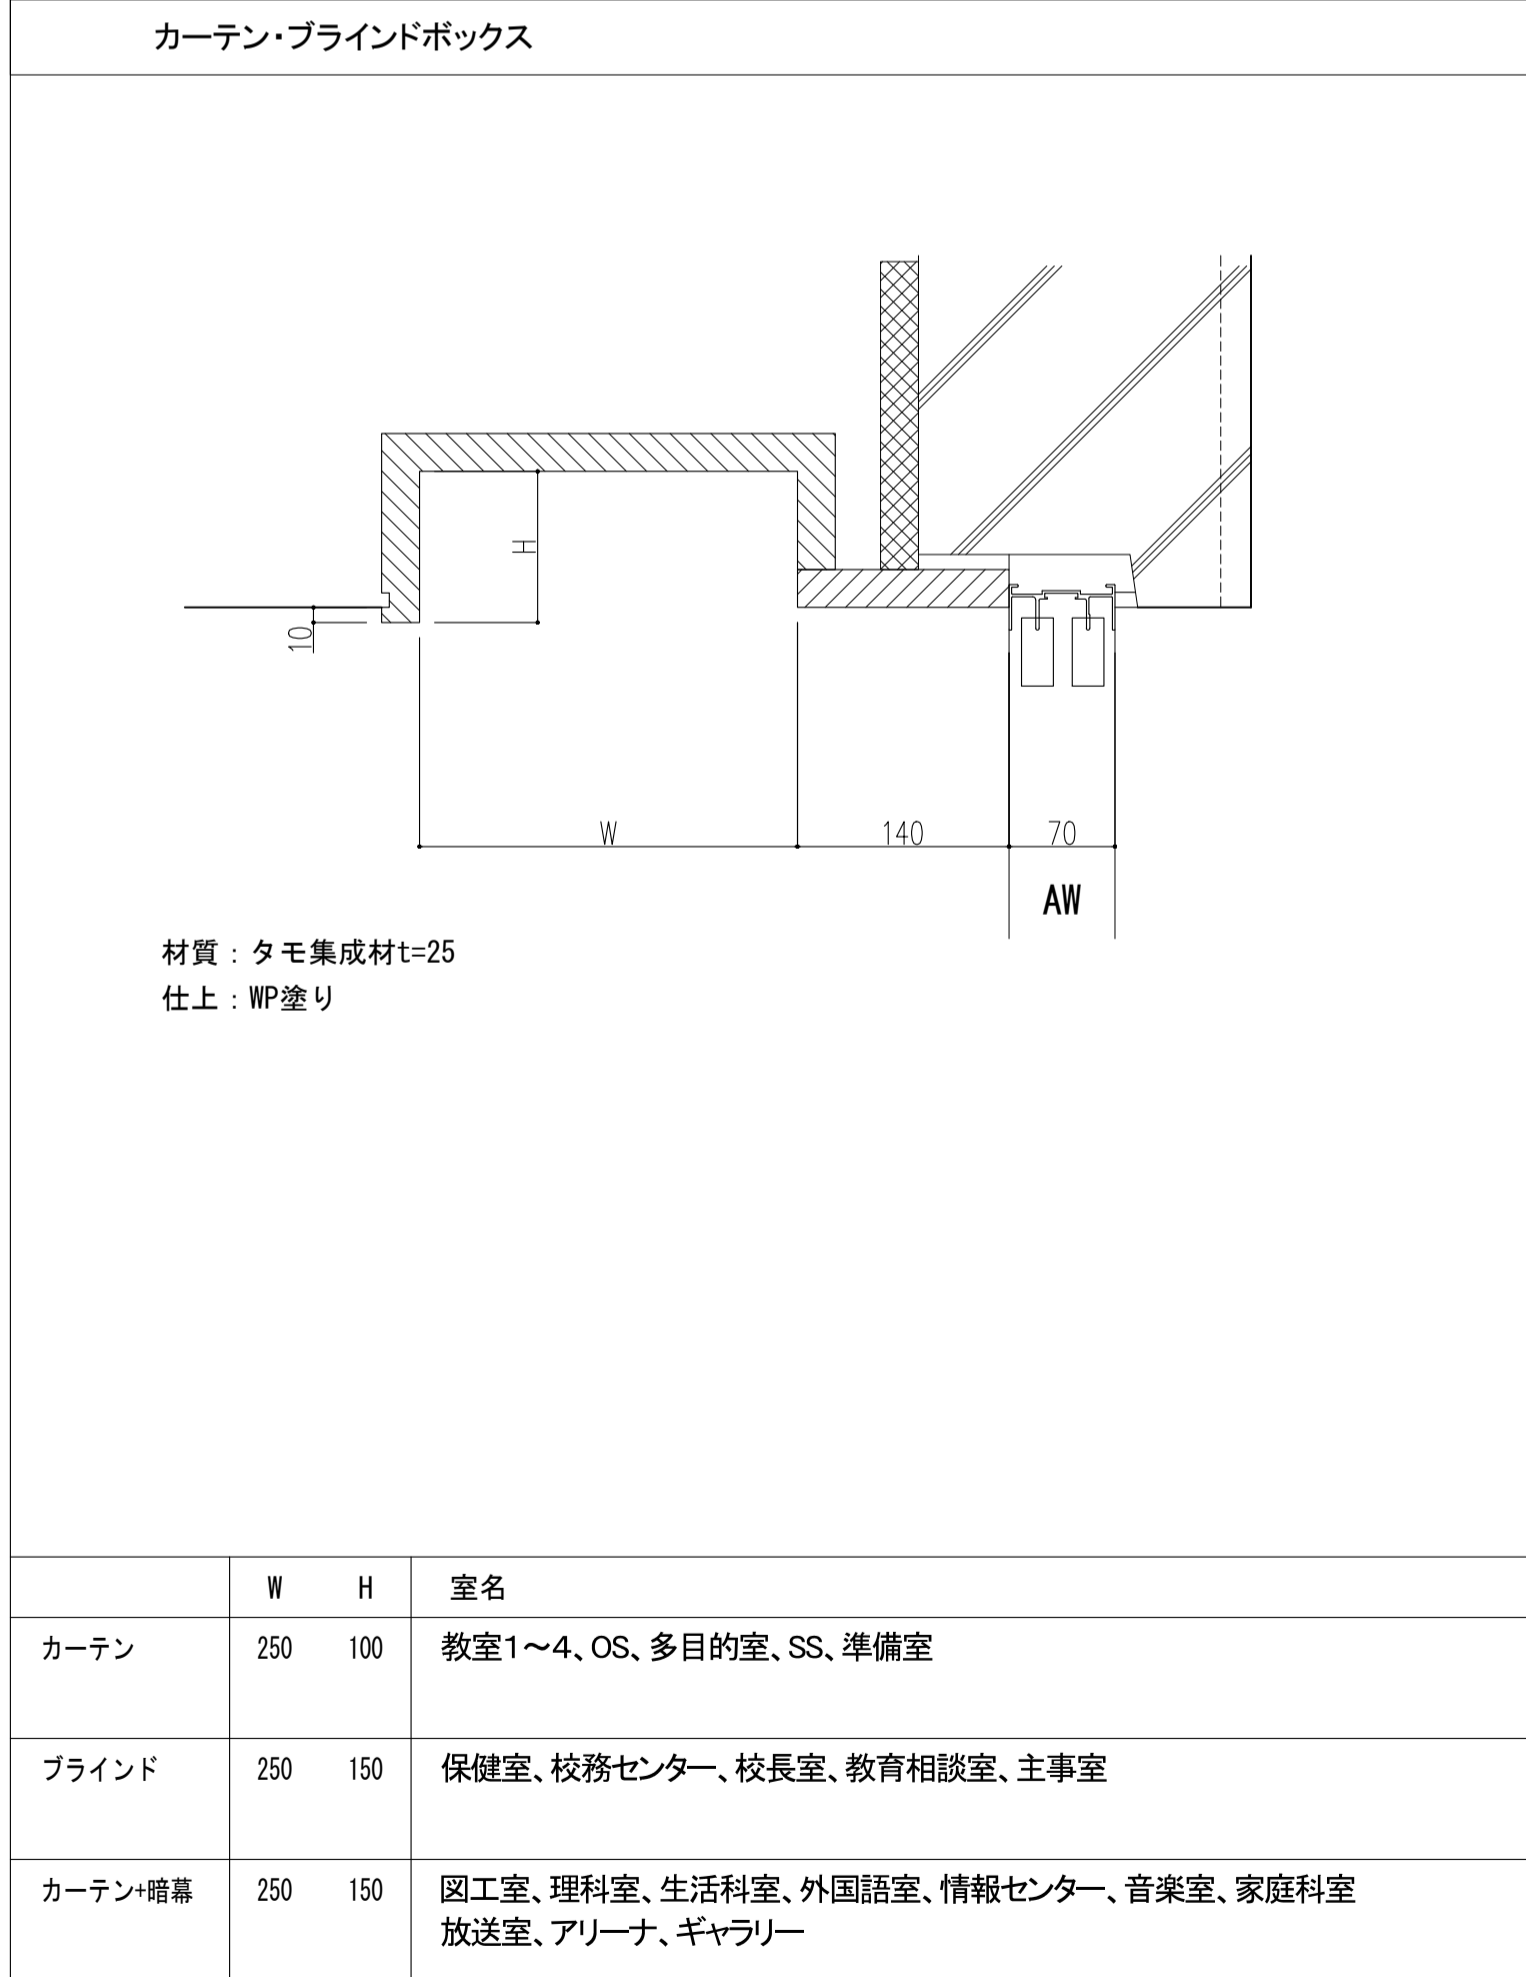 カーテン・ブラインドボックス
H
10
W
140
70
AW
材質：タモ集成材t=25
仕上：WP塗り
W H 室名
カーテン 250 100 教室1～4、OS、多目的室、SS、準備室
ブラインド 250 150 保健室、校務センター、校長室、教育相談室、主事室
カーテン+暗幕 250 150 図工室、理科室、生活科室、外国語室、情報センター、音楽室、家庭科室
放送室、アリーナ、ギャラリー